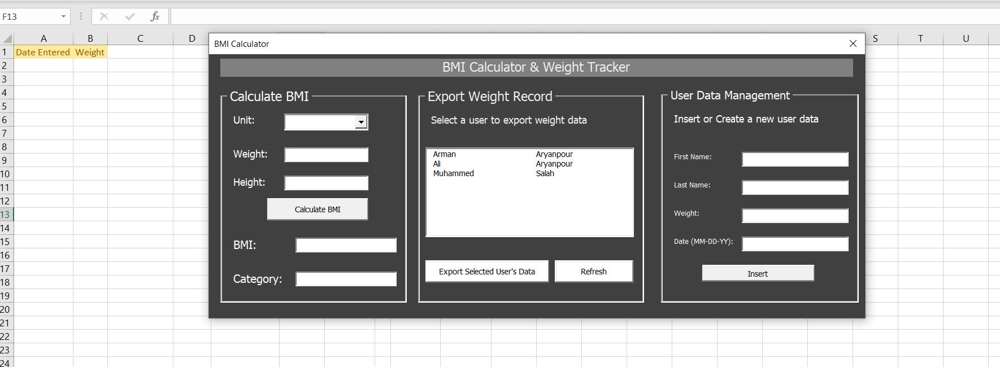 F13
fx
A B C D S T U
1 Date Entered Weight
2
3
4
5
6
7
8
9
10
11
12
13
14
15
16
17
18
19
20
21
22
23
24
BMI Calculator
BMI Calculator & Weight Tracker
Calculate BMI
Unit:
Weight:
Height:
Calculate BMI
BMI:
Category:
Export Weight Record
Select a user to export weight data
Arman Aryanpour
Ali Aryanpour
Muhammed Salah
Export Selected User's Data Refresh
User Data Management
Insert or Create a new user data
First Name:
Last Name:
Weight:
Date (MM-DD-YY):
Insert